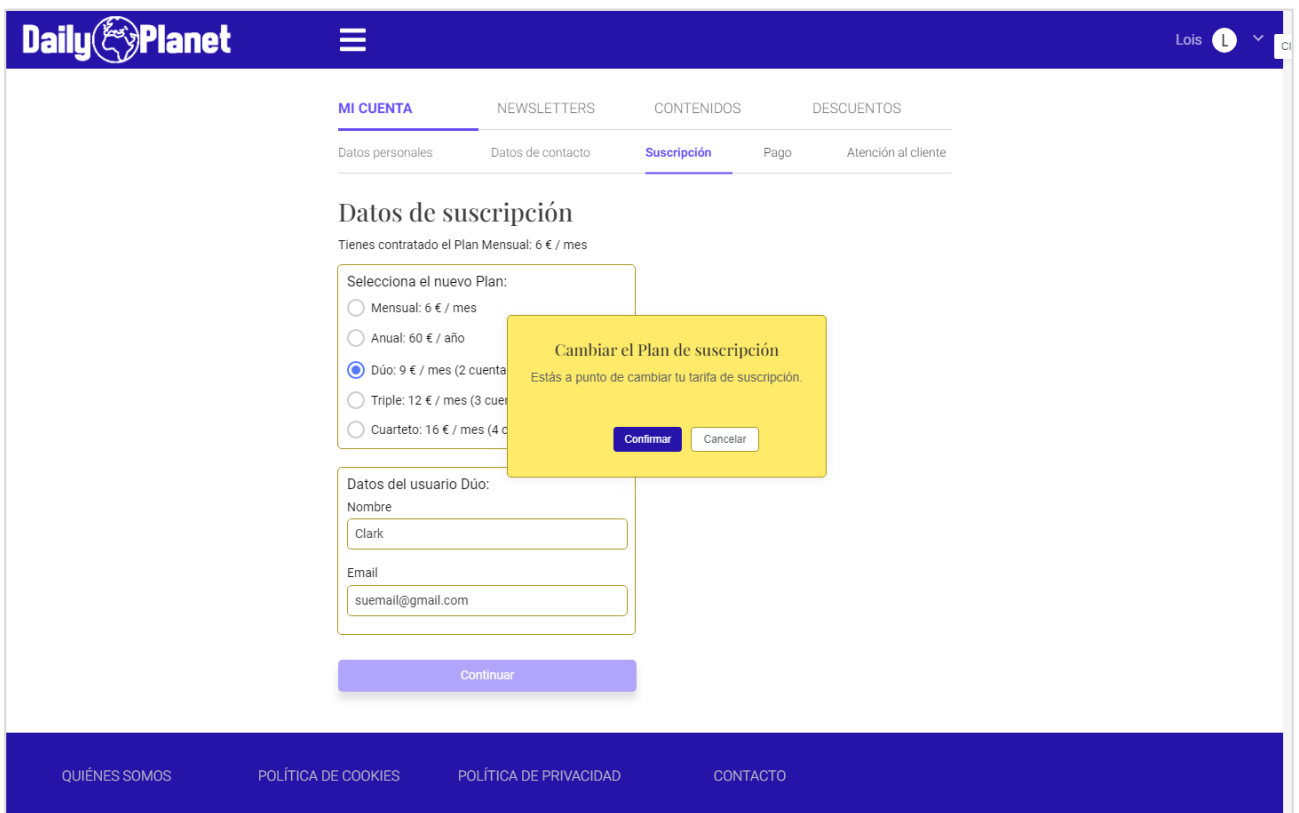 Daily Planet
Lois L
Cl
MI CUENTA NEWSLETTERS CONTENIDOS DESCUENTOS
Datos personales Datos de contacto Suscripción Pago Atención al cliente
Datos de suscripción
Tienes contratado el Plan Mensual: 6 € / mes
Selecciona el nuevo Plan:
Mensual: 6 € / mes
Anual: 60 € / año
Dúo: 9 € / mes (2 cuenta
Triple: 12 € / mes (3 cuen
Cuarteto: 16 € / mes (4 c
Cambiar el Plan de suscripción
Estás a punto de cambiar tu tarifa de suscripción.
Confirmar Cancelar
Datos del usuario Dúo:
Nombre
Clark
Email
suemail@gmail.com
Continuar
QUIÉNES SOMOS POLÍTICA DE COOKIES POLÍTICA DE PRIVACIDAD CONTACTO